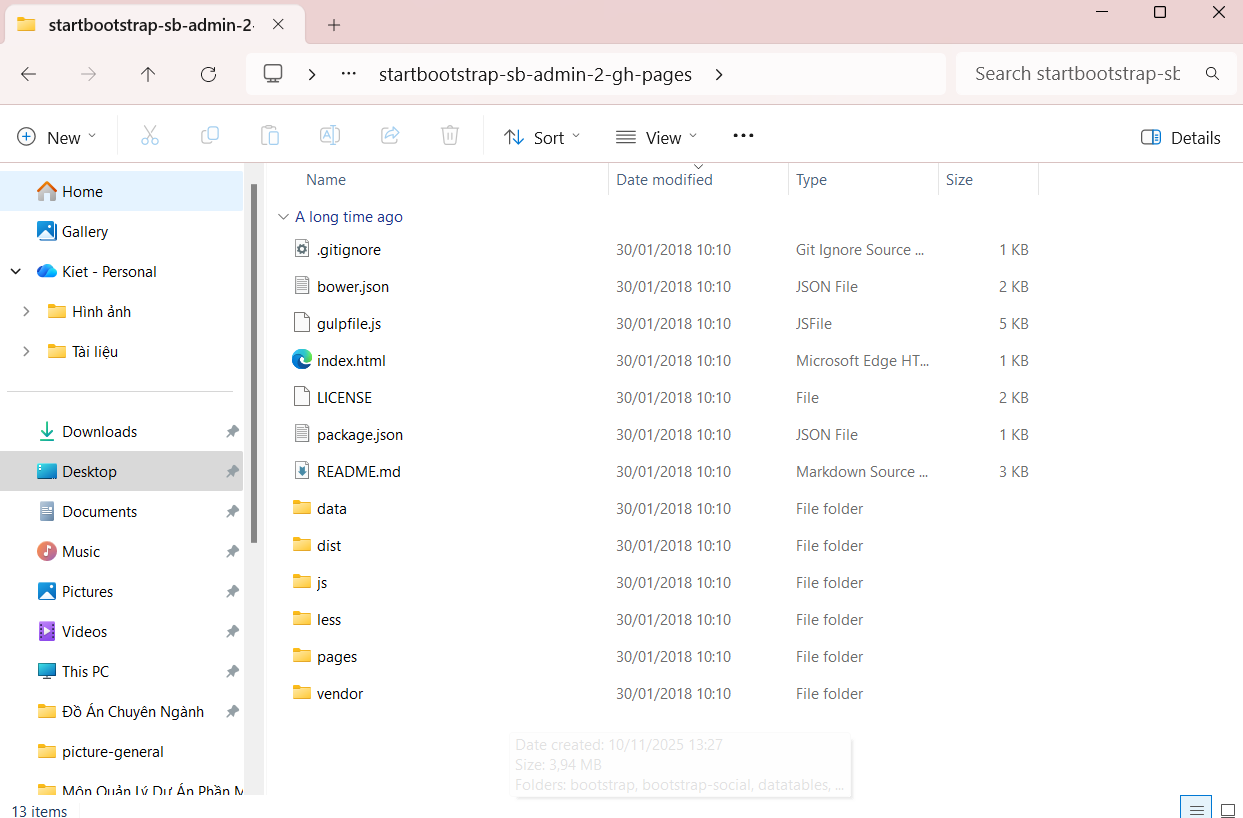 startbootstrap-sb-admin-2-
startbootstrap-sb-admin-2-gh-pages
Search startbootstrap-sb
New
Sort
View
Details
Home
Gallery
Kiet - Personal
Hình ảnh
Tài liệu
Downloads
Desktop
Documents
Music
Pictures
Videos
This PC
Đồ Án Chuyên Ngành
picture-general
Môn Quản Lý Dự Án Phần M
Name Date modified Type Size
A long time ago
.gitignore 30/01/2018 10:10 Git Ignore Source ... 1 KB
bower.json 30/01/2018 10:10 JSON File 2 KB
gulpfile.js 30/01/2018 10:10 JSFile 5 KB
index.html 30/01/2018 10:10 Microsoft Edge HT... 1 KB
LICENSE 30/01/2018 10:10 File 2 KB
package.json 30/01/2018 10:10 JSON File 1 KB
README.md 30/01/2018 10:10 Markdown Source ... 3 KB
data 30/01/2018 10:10 File folder
dist 30/01/2018 10:10 File folder
js 30/01/2018 10:10 File folder
less 30/01/2018 10:10 File folder
pages 30/01/2018 10:10 File folder
vendor 30/01/2018 10:10 File folder
Date created: 10/11/2025 13:27
Size: 3,94 MB
Folders: bootstrap, bootstrap-social, datatables, ...
13 items